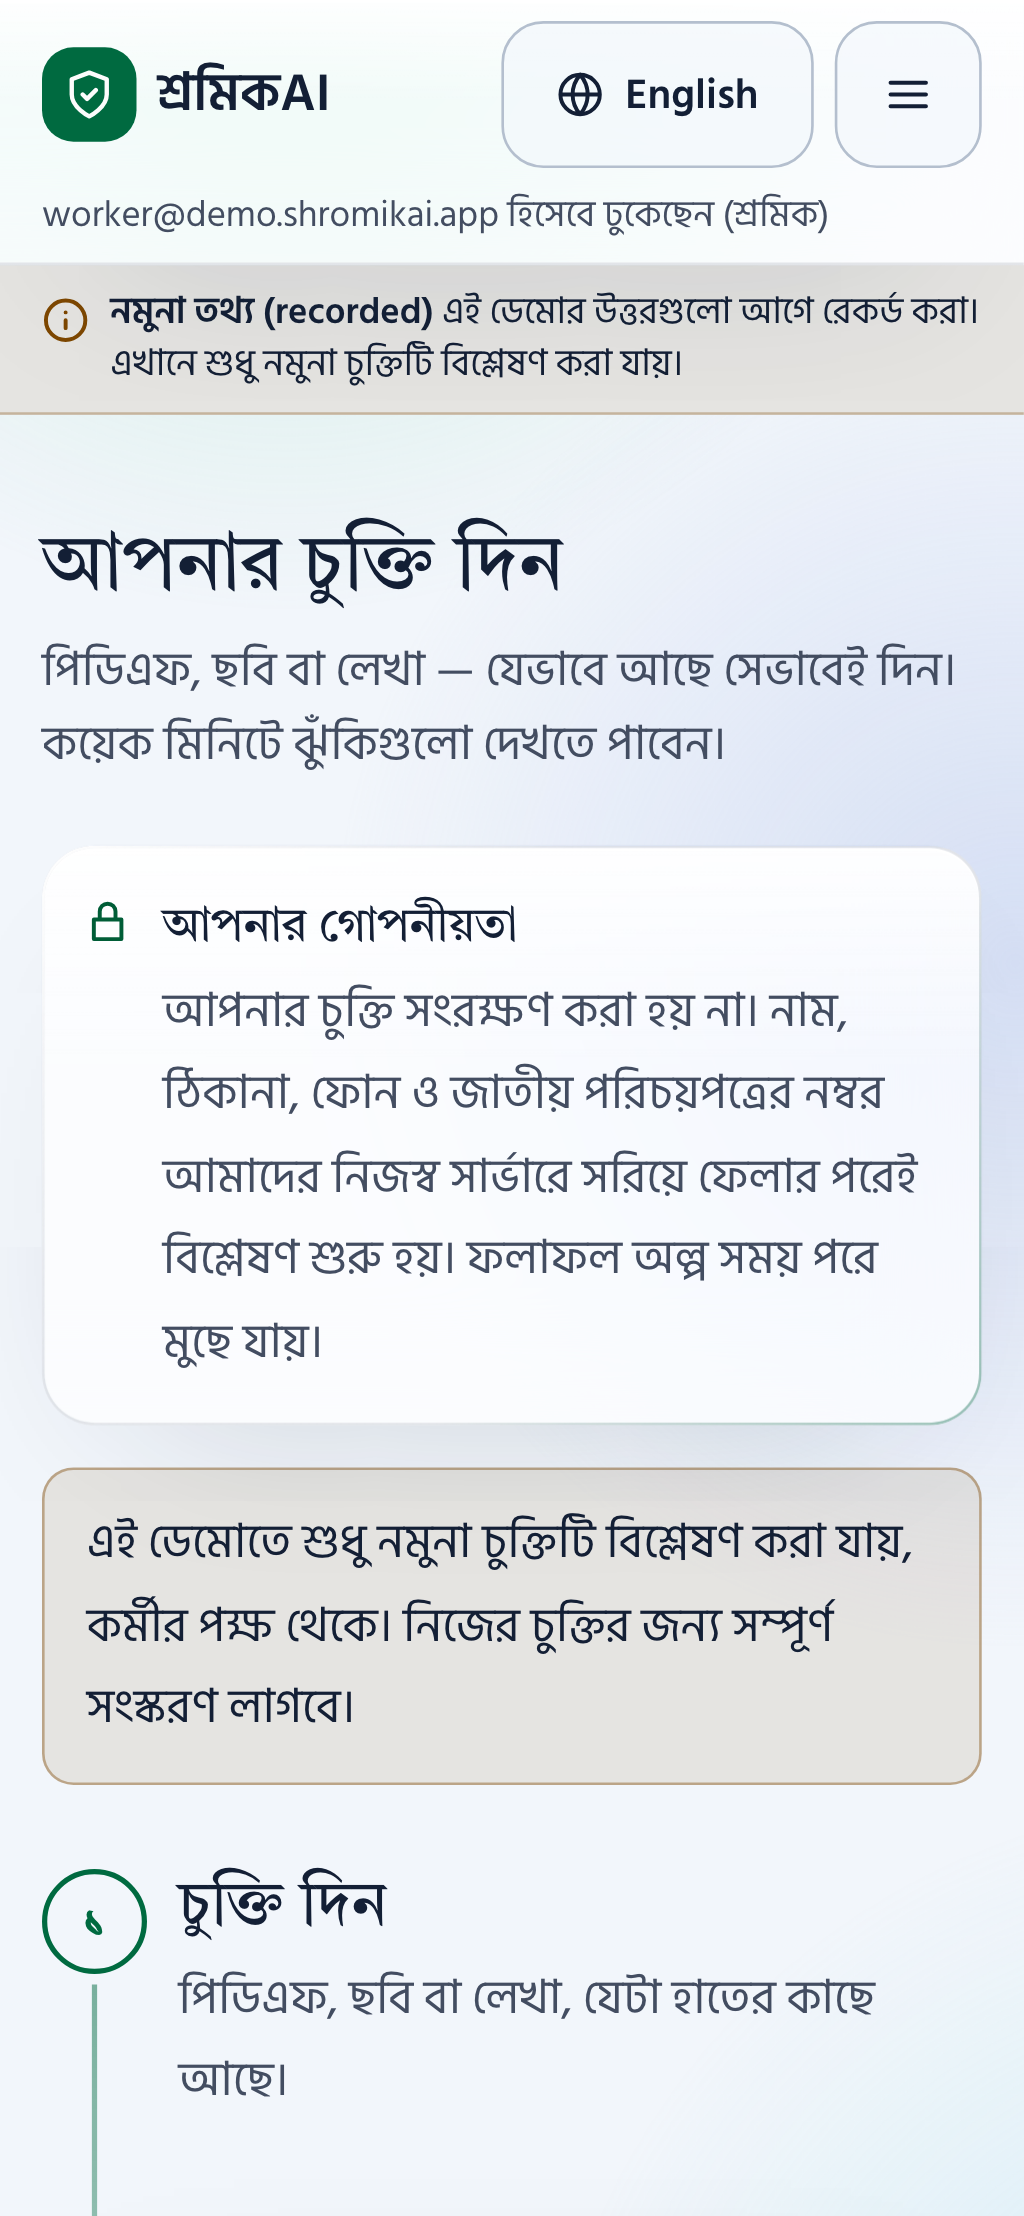 শ্রমিকAI
English
worker@demo.shromikai.app হিসেবে ঢুকেছেন (শ্রমিক)
নমুনা তথ্য (recorded) এই ডেমোর উত্তরগুলো আগে রেকর্ড করা।
এখানে শুধু নমুনা চুক্তিটি বিশ্লেষণ করা যায়।
আপনার চুক্তি দিন
পিডিএফ, ছবি বা লেখা — যেভাবে আছে সেভাবেই দিন।
কয়েক মিনিটে ঝুঁকিগুলো দেখতে পাবেন।
আপনার গোপনীয়তা
আপনার চুক্তি সংরক্ষণ করা হয় না। নাম,
ঠিকানা, ফোন ও জাতীয় পরিচয়পত্রের নম্বর
আমাদের নিজস্ব সার্ভারে সরিয়ে ফেলার পরেই
বিশ্লেষণ শুরু হয়। ফলাফল অল্প সময় পরে
মুছে যায়।
এই ডেমোতে শুধু নমুনা চুক্তিটি বিশ্লেষণ করা যায়,
কর্মীর পক্ষ থেকে। নিজের চুক্তির জন্য সম্পূর্ণ
সংস্করণ লাগবে।
১
চুক্তি দিন
পিডিএফ, ছবি বা লেখা, যেটা হাতের কাছে
আছে।